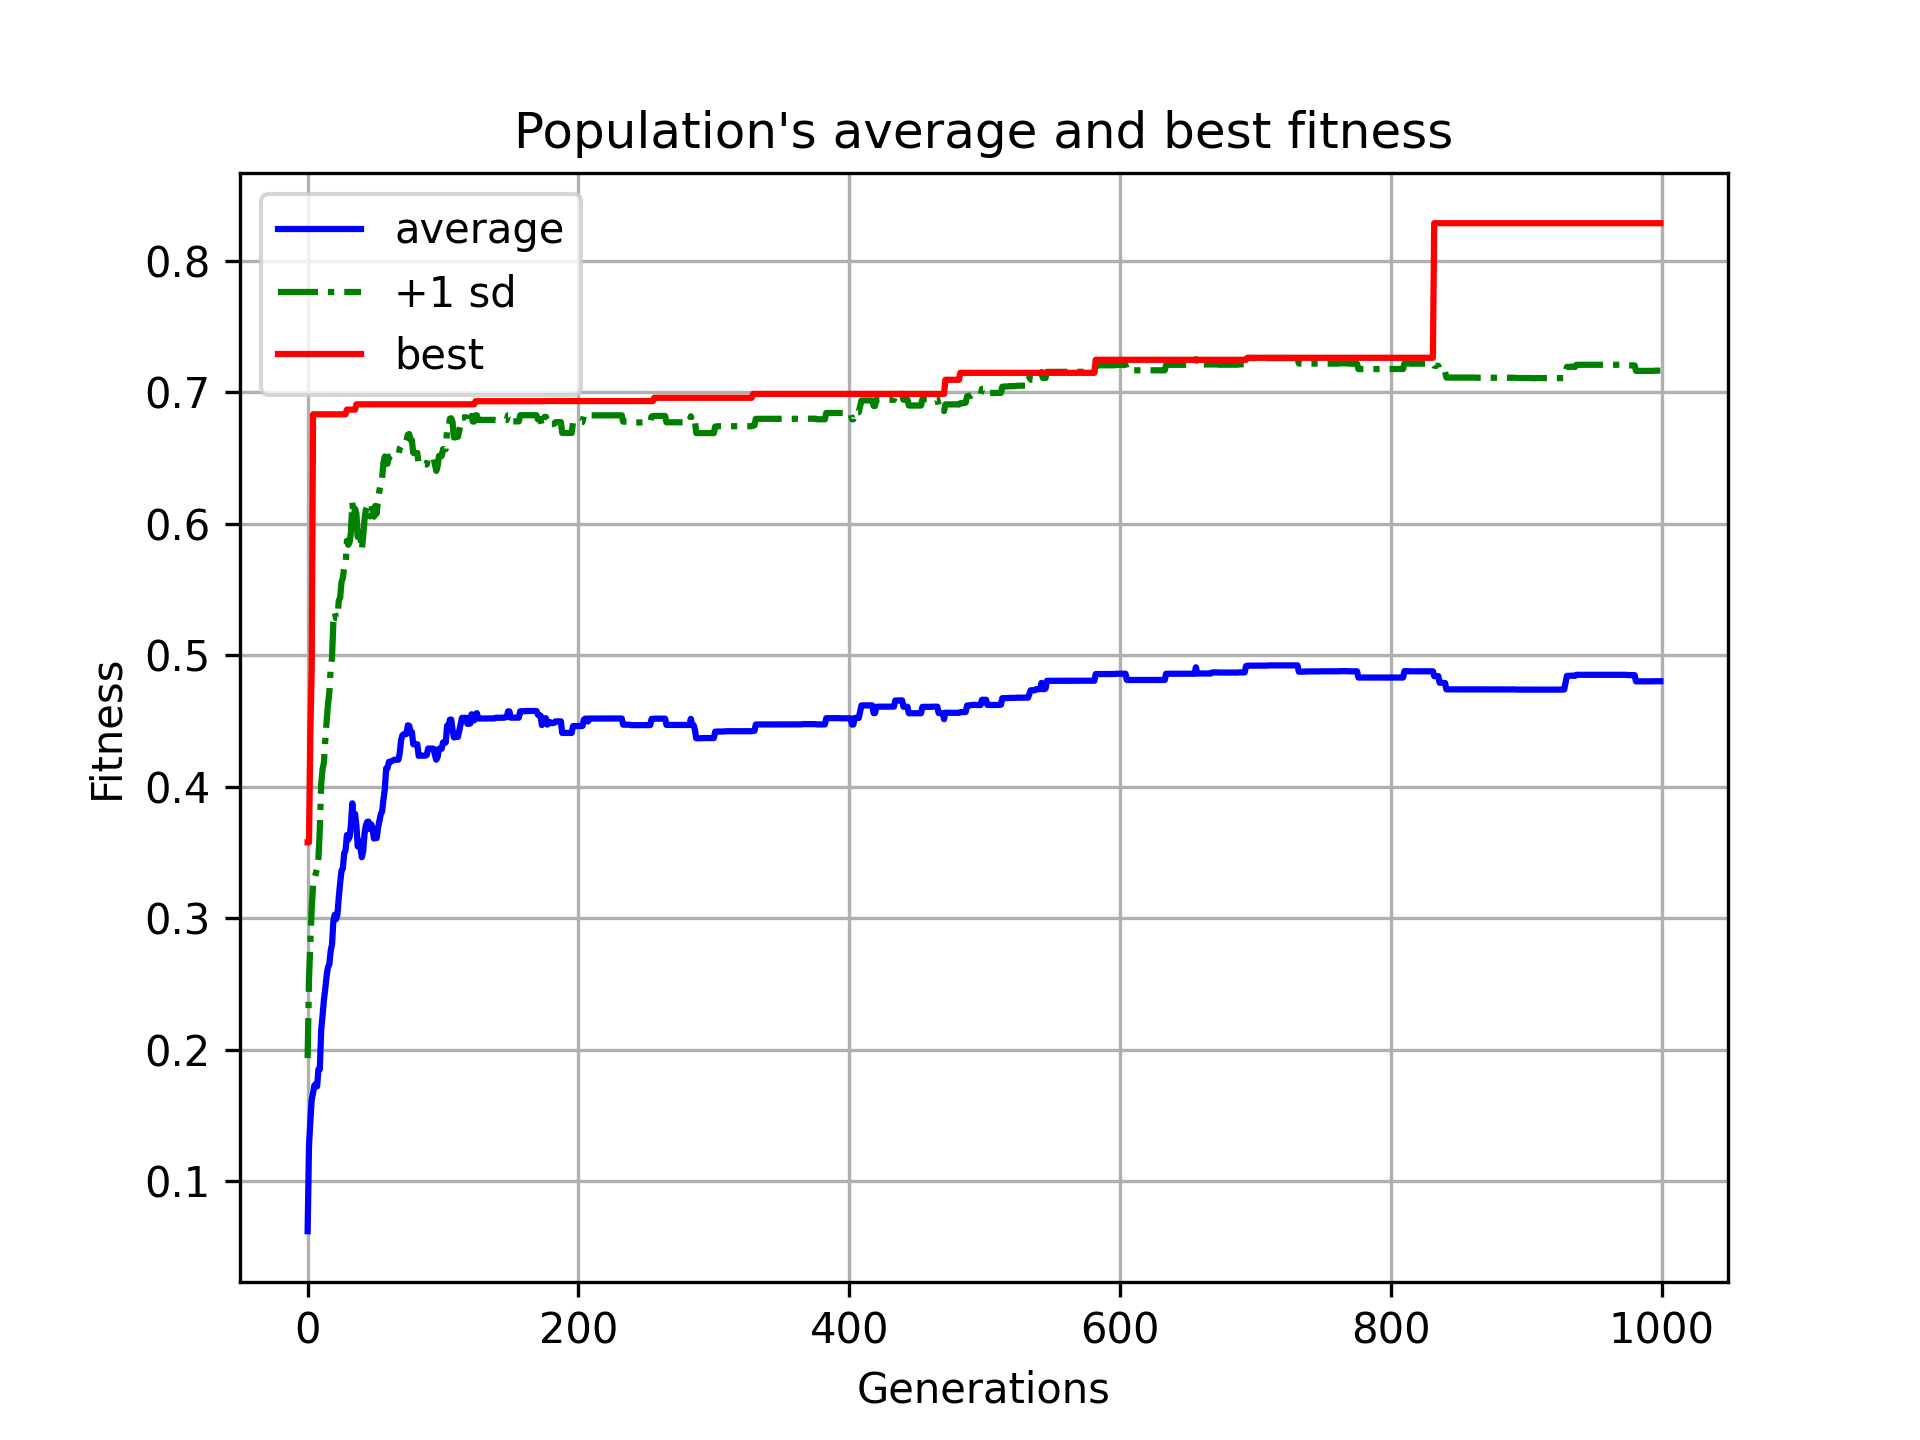 Population's average and best fitness
average
+1 sd
best
0.8
0.7
0.6
0.5
0.4
0.3
0.2
0.1
Fitness
0 200 400 600 800 1000
Generations